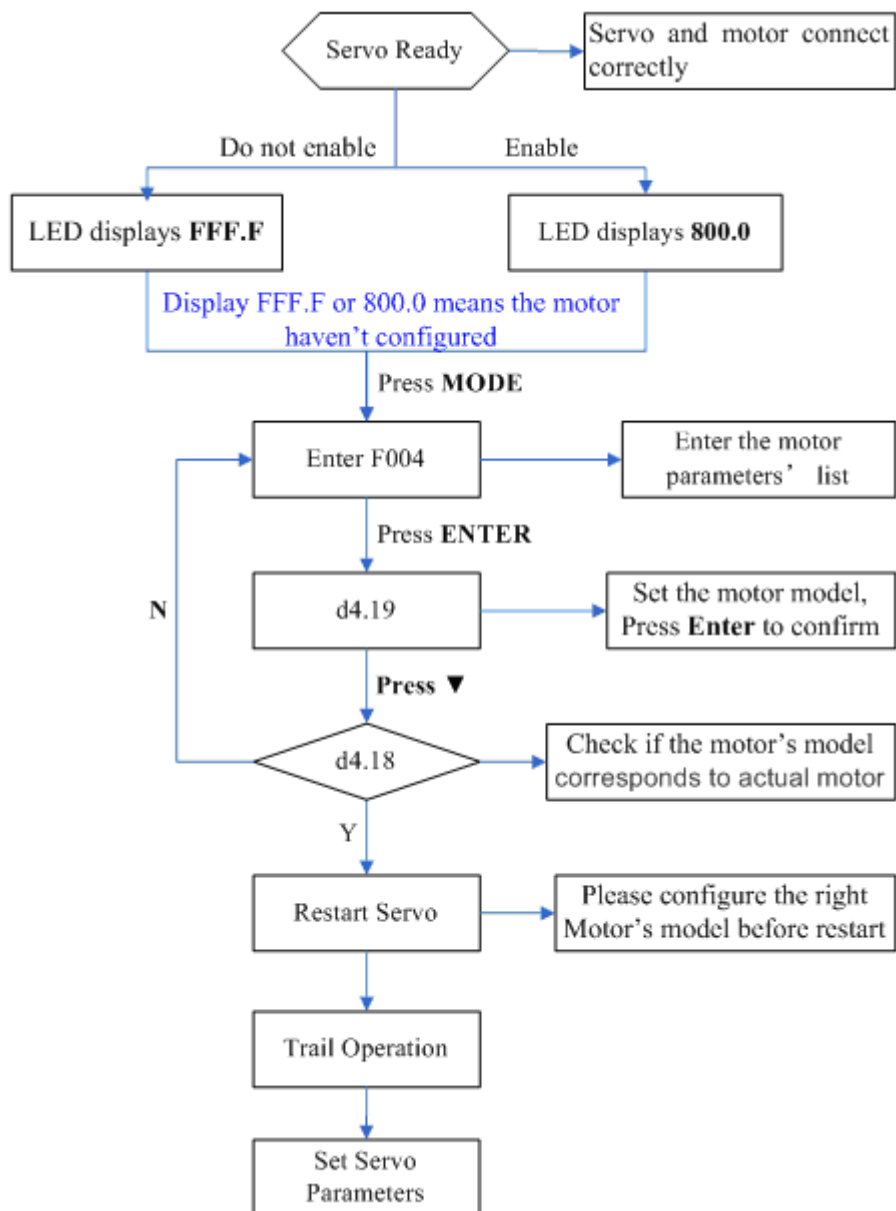 Servo Ready
Servo and motor connect
correctly
Do not enable
Enable
LED displays FFF.F
LED displays 800.0
Display FFF.F or 800.0 means the motor
haven't configured
Press MODE
Enter F004
Enter the motor
parameters' list
Press ENTER
N
d4.19
Set the motor model,
Press Enter to confirm
Press ▼
d4.18
Check if the motor's model
corresponds to actual motor
Y
Restart Servo
Please configure the right
Motor's model before restart
Trail Operation
Set Servo
Parameters